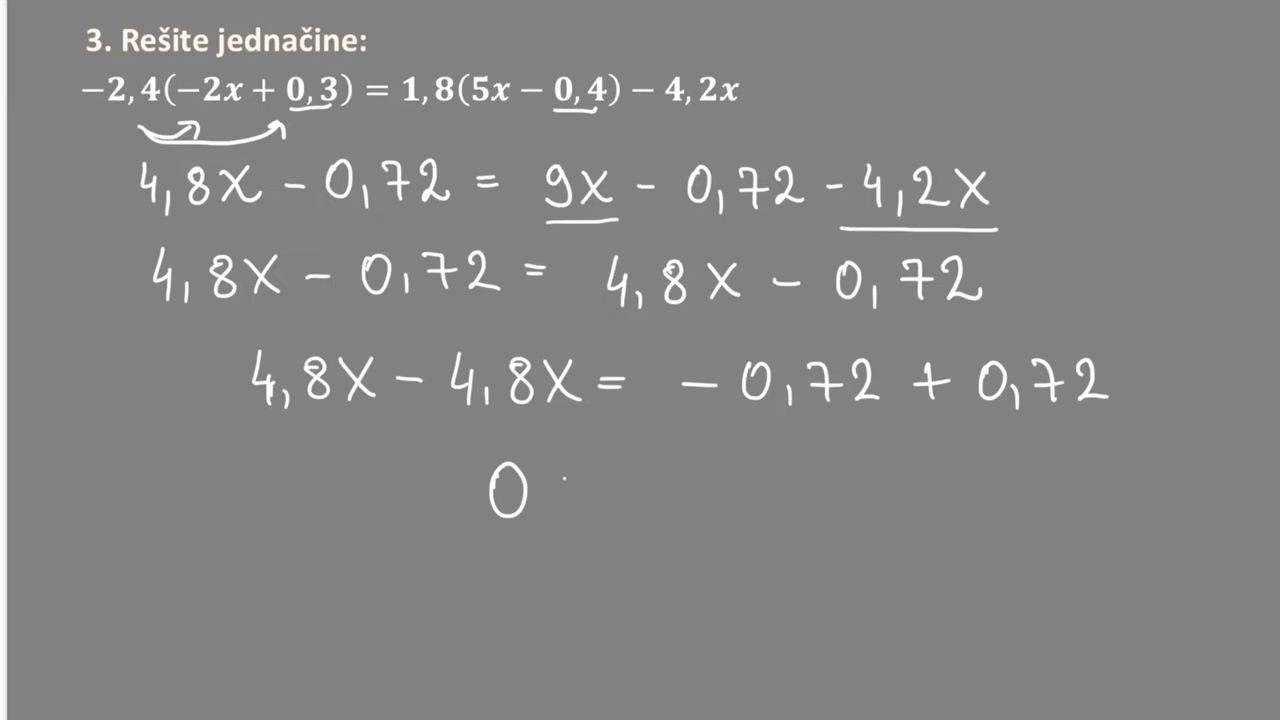 3. Rešite jednačine:
−2,4(−2x + 0,3) = 1,8(5x − 0,4) − 4,2x
4,8x - 0,72 = 9x - 0,72 - 4,2x
4,8x - 0,72 = 4,8x - 0,72
4,8x - 4,8x = - 0,72 + 0,72
0